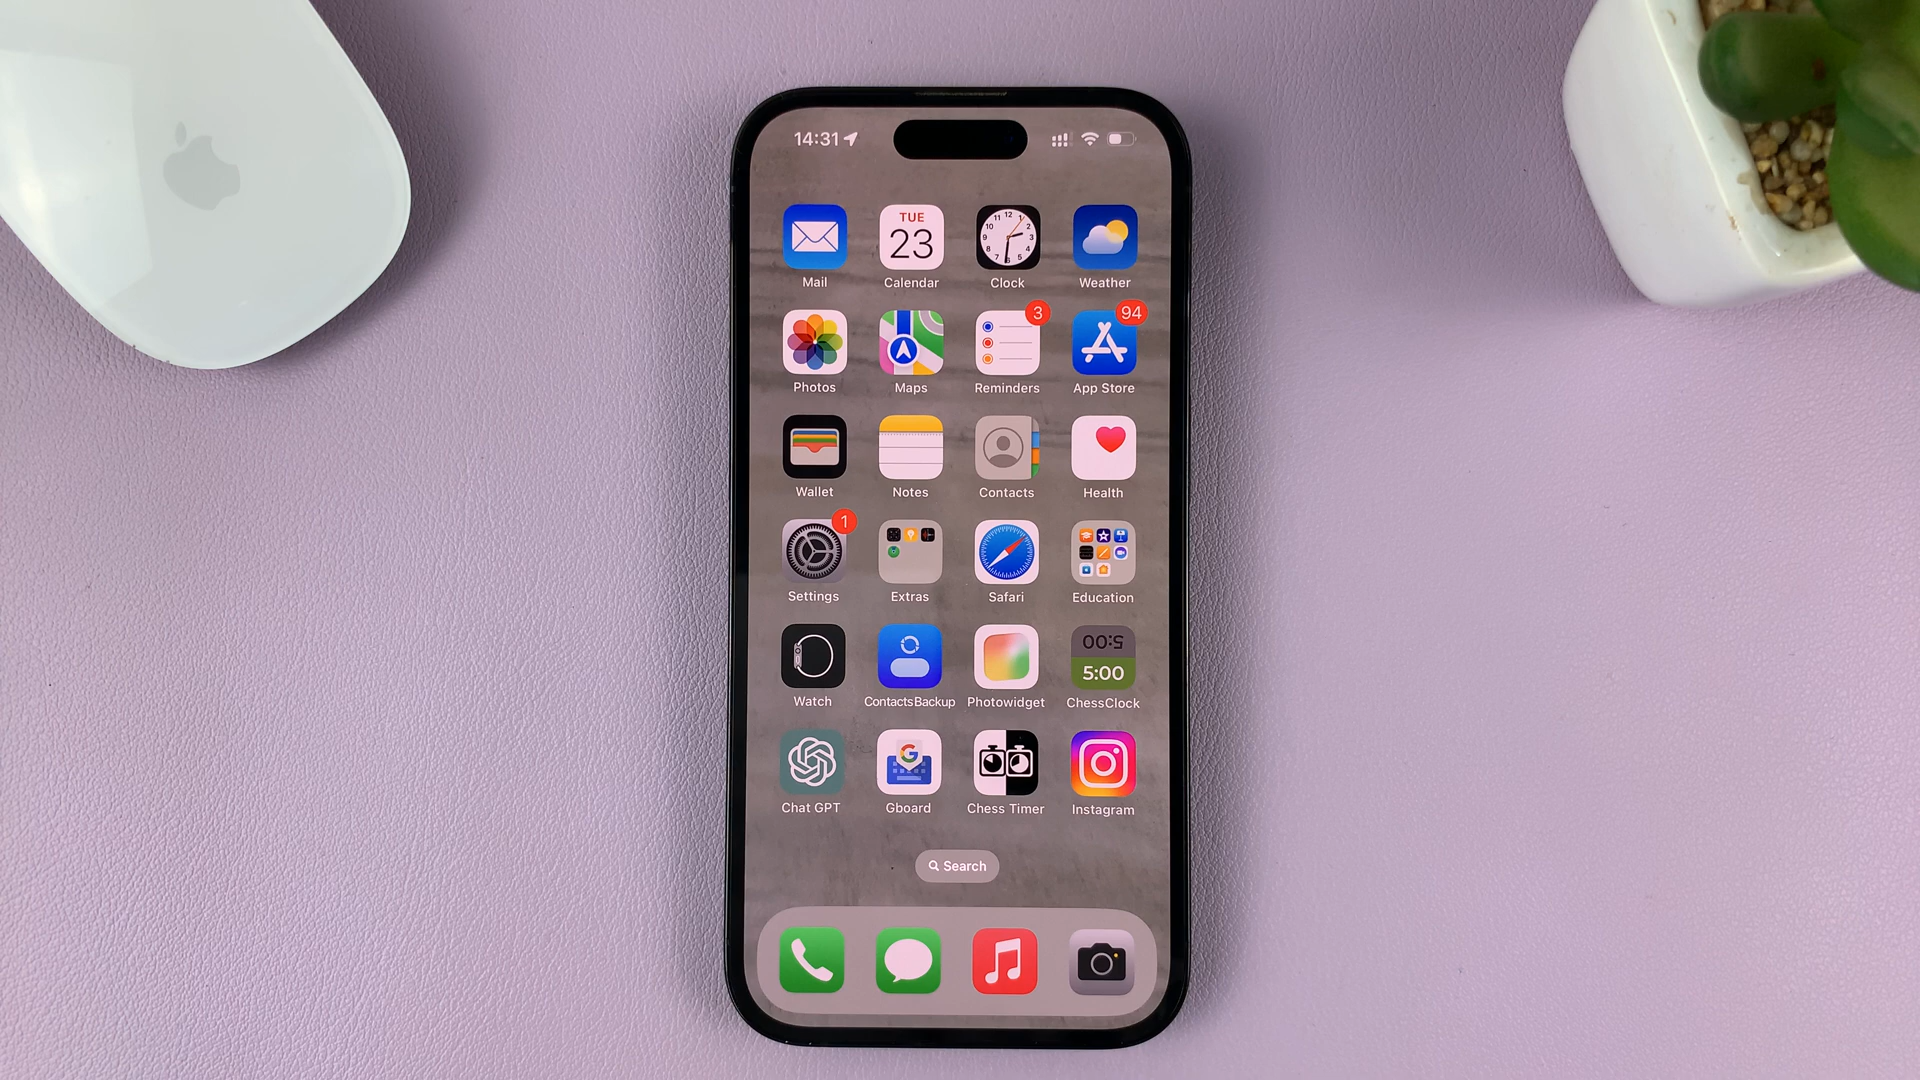 14:31
TUE
23
Mail
Calendar
Clock
Weather
3
94
Photos
Maps
Reminders
App Store
Wallet
Notes
Contacts
Health
1
Settings
Extras
Safari
Education
5:00
5:00
Watch
ContactsBackup
Photowidget
ChessClock
Chat GPT
Gboard
Chess Timer
Instagram
Search